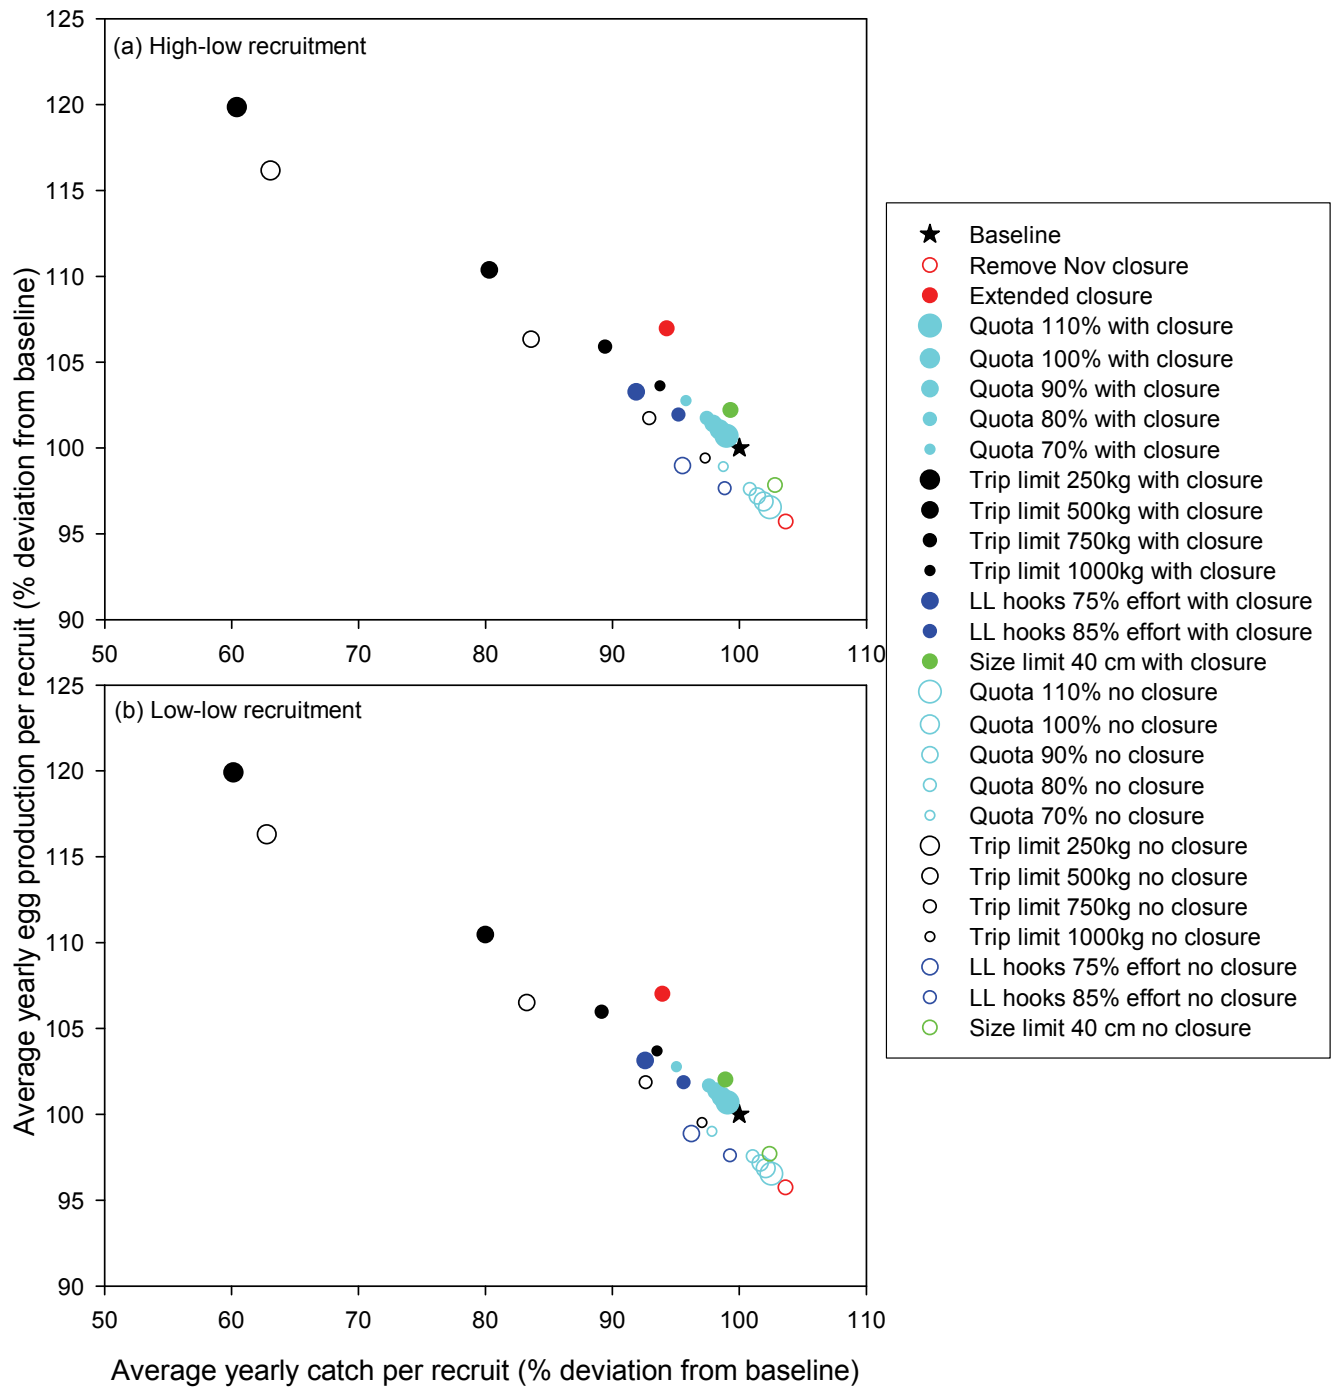 125
(a) High-low recruitment
120
115
110
105
100
95
90
50 60 70 80 90 100 110
125
(b) Low-low recruitment
120
115
110
105
100
95
90
50 60 70 80 90 100 110
Average yearly egg production per recruit (% deviation from baseline)
Average yearly catch per recruit (% deviation from baseline)
Baseline
Remove Nov closure
Extended closure
Quota 110% with closure
Quota 100% with closure
Quota 90% with closure
Quota 80% with closure
Quota 70% with closure
Trip limit 250kg with closure
Trip limit 500kg with closure
Trip limit 750kg with closure
Trip limit 1000kg with closure
LL hooks 75% effort with closure
LL hooks 85% effort with closure
Size limit 40 cm with closure
Quota 110% no closure
Quota 100% no closure
Quota 90% no closure
Quota 80% no closure
Quota 70% no closure
Trip limit 250kg no closure
Trip limit 500kg no closure
Trip limit 750kg no closure
Trip limit 1000kg no closure
LL hooks 75% effort no closure
LL hooks 85% effort no closure
Size limit 40 cm no closure